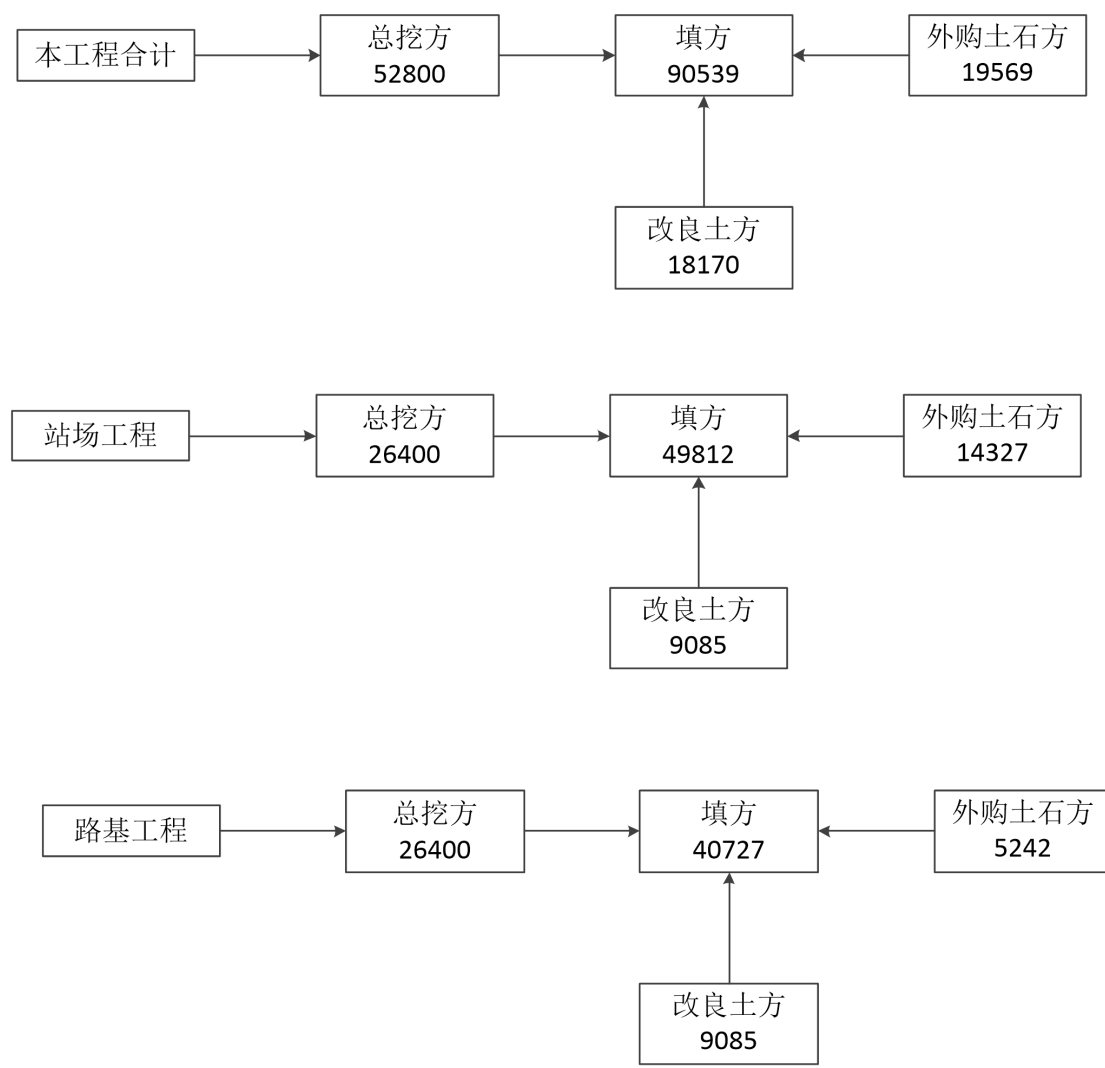 本工程合计
总挖方
52800
填方
90539
外购土石方
19569
改良土方
18170
站场工程
总挖方
26400
填方
49812
外购土石方
14327
改良土方
9085
路基工程
总挖方
26400
填方
40727
外购土石方
5242
改良土方
9085